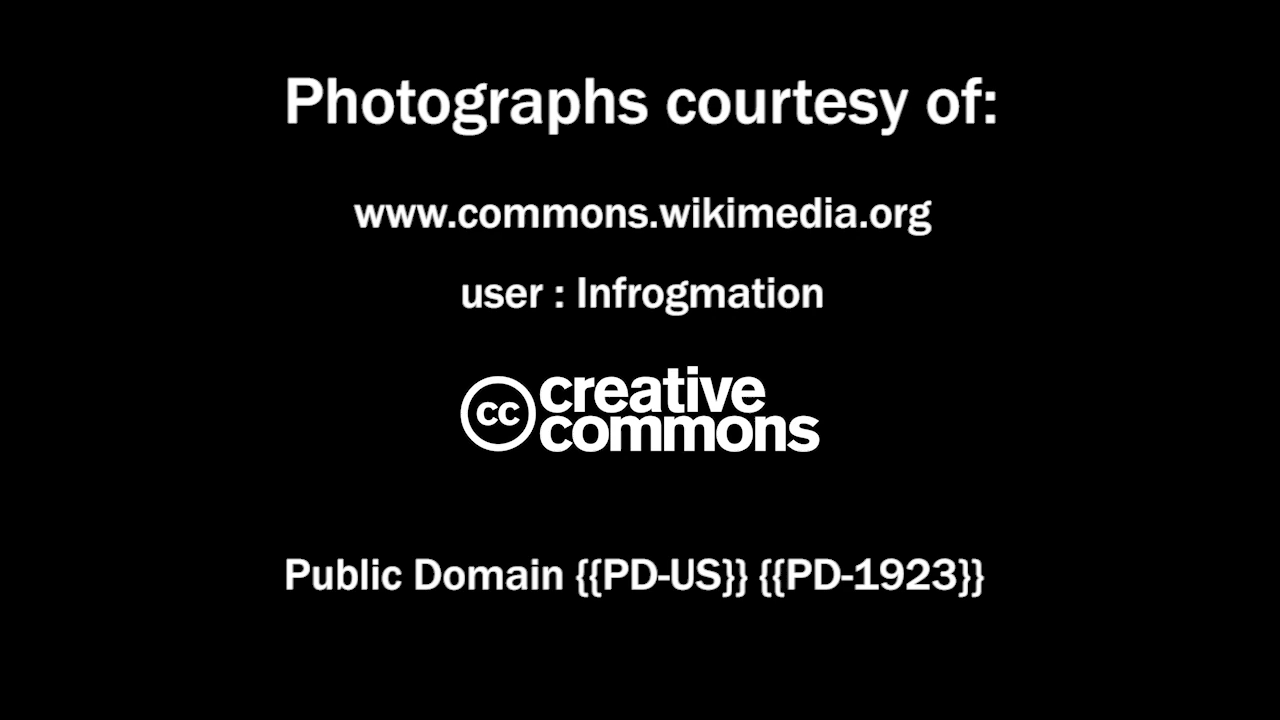 Photographs courtesy of:
www.commons.wikimedia.org
user : Infrogmation
cc creative
commons
Public Domain {{PD-US}} {{PD-1923}}